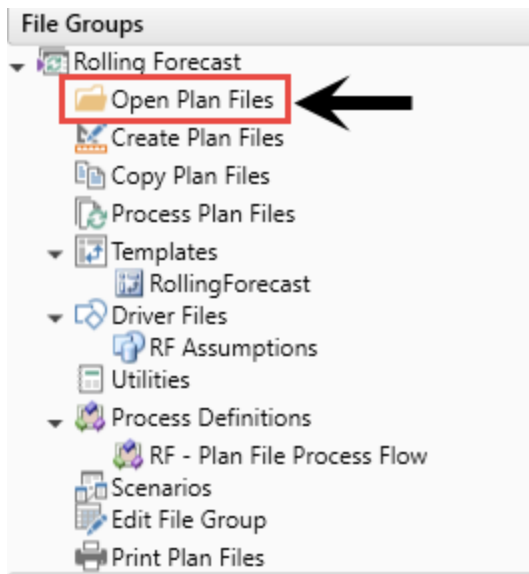 File Groups
Rolling Forecast
Open Plan Files
Create Plan Files
Copy Plan Files
Process Plan Files
Templates
RollingForecast
Driver Files
RF Assumptions
Utilities
Process Definitions
RF - Plan File Process Flow
Scenarios
Edit File Group
Print Plan Files